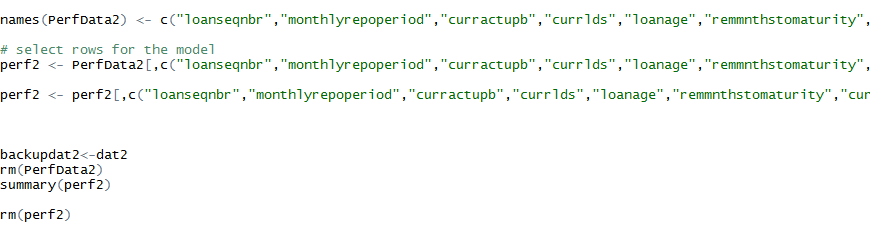 names(PerfData2) <- c("loanseqnbr","monthlyrepoperiod","curractupb","currlds","loanage","remmnthstomaturity",
# select rows for the model
perf2 <- PerfData2[,c("loanseqnbr","monthlyrepoperiod","curractupb","currlds","loanage","remmnthstomaturity",
perf2 <- perf2[,c("loanseqnbr","monthlyrepoperiod","curractupb","currlds","loanage","remmnthstomaturity","cur
backupdat2<-dat2
rm(PerfData2)
summary(perf2)
rm(perf2)